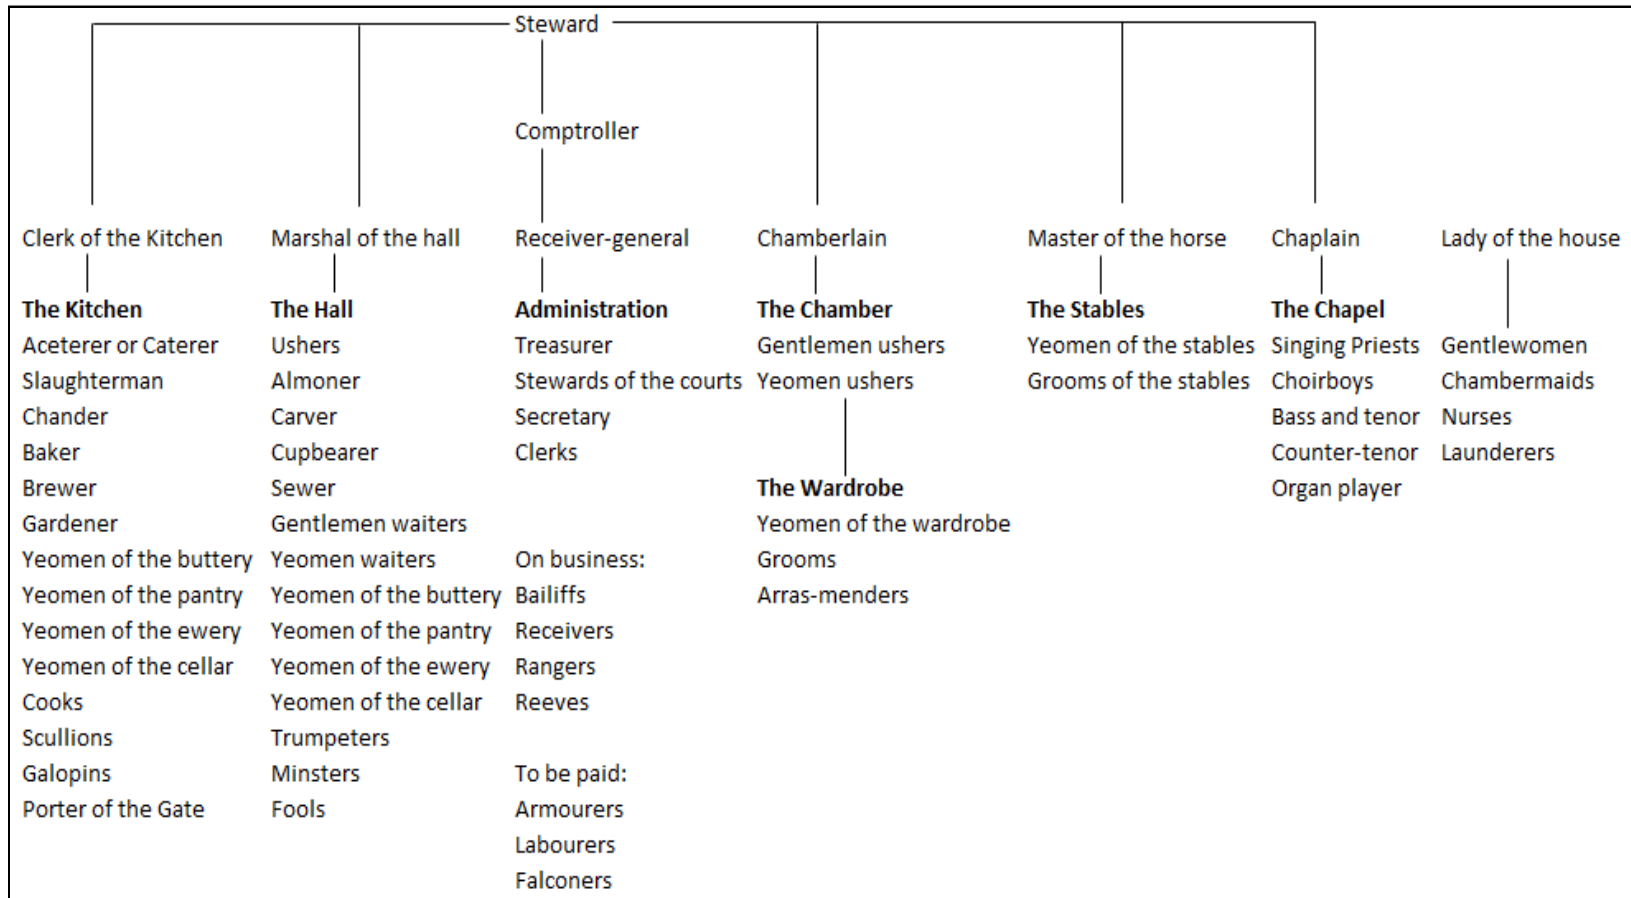 Steward
Comptroller
Clerk of the Kitchen Marshal of the hall Receiver-general Chamberlain Master of the horse Chaplain Lady of the house
The Kitchen The Hall Administration The Chamber The Stables The Chapel
Aceterer or Caterer Ushers Treasurer Gentlemen ushers Yeomen of the stables Singing Priests Gentlewomen
Slaughterman Almoner Stewards of the courts Yeomen ushers Grooms of the stables Choirboys Chambermaids
Chander Carver Secretary Bass and tenor Nurses
Baker Cupbearer Clerks Counter-tenor Launderers
Brewer Sewer The Wardrobe Organ player
Gardener Gentlemen waiters Yeomen of the wardrobe
Yeomen of the buttery Yeomen waiters On business: Grooms
Yeomen of the pantry Yeomen of the buttery Bailiffs Arras-menders
Yeomen of the ewery Yeomen of the pantry Receivers
Yeomen of the cellar Yeomen of the ewery Rangers
Cooks Yeomen of the cellar Reeves
Scullions Trumpeters
Galopins Minsters To be paid:
Porter of the Gate Fools Armourers
Labourers
Falconers